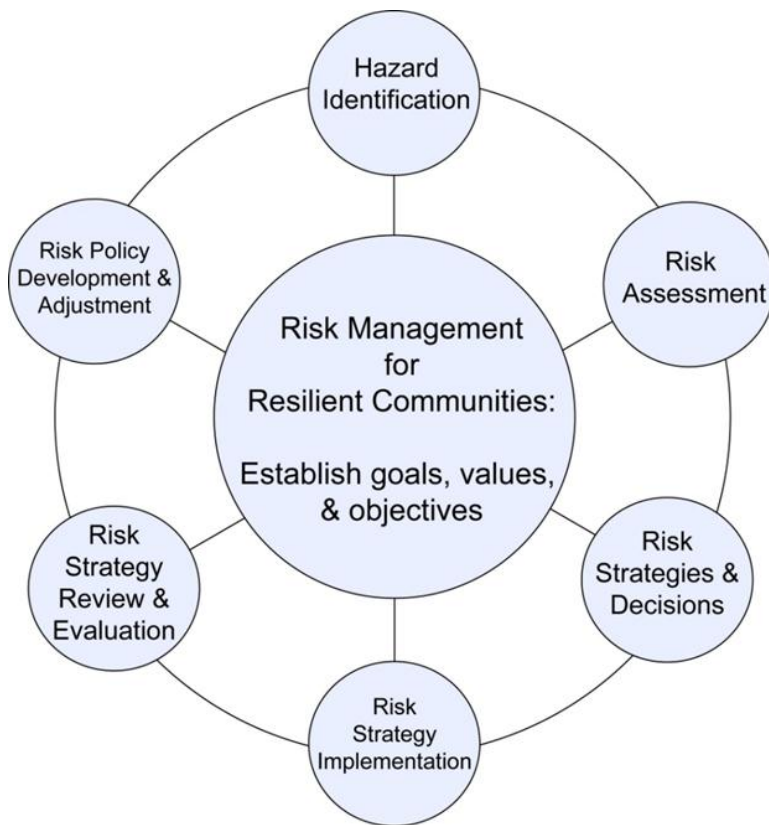 Hazard
Identification
Risk
Assessment
Risk
Strategies &
Decisions
Risk
Strategy
Implementation
Risk
Strategy
Review &
Evaluation
Risk Policy
Development &
Adjustment
Risk Management
for
Resilient Communities:
Establish goals, values,
& objectives